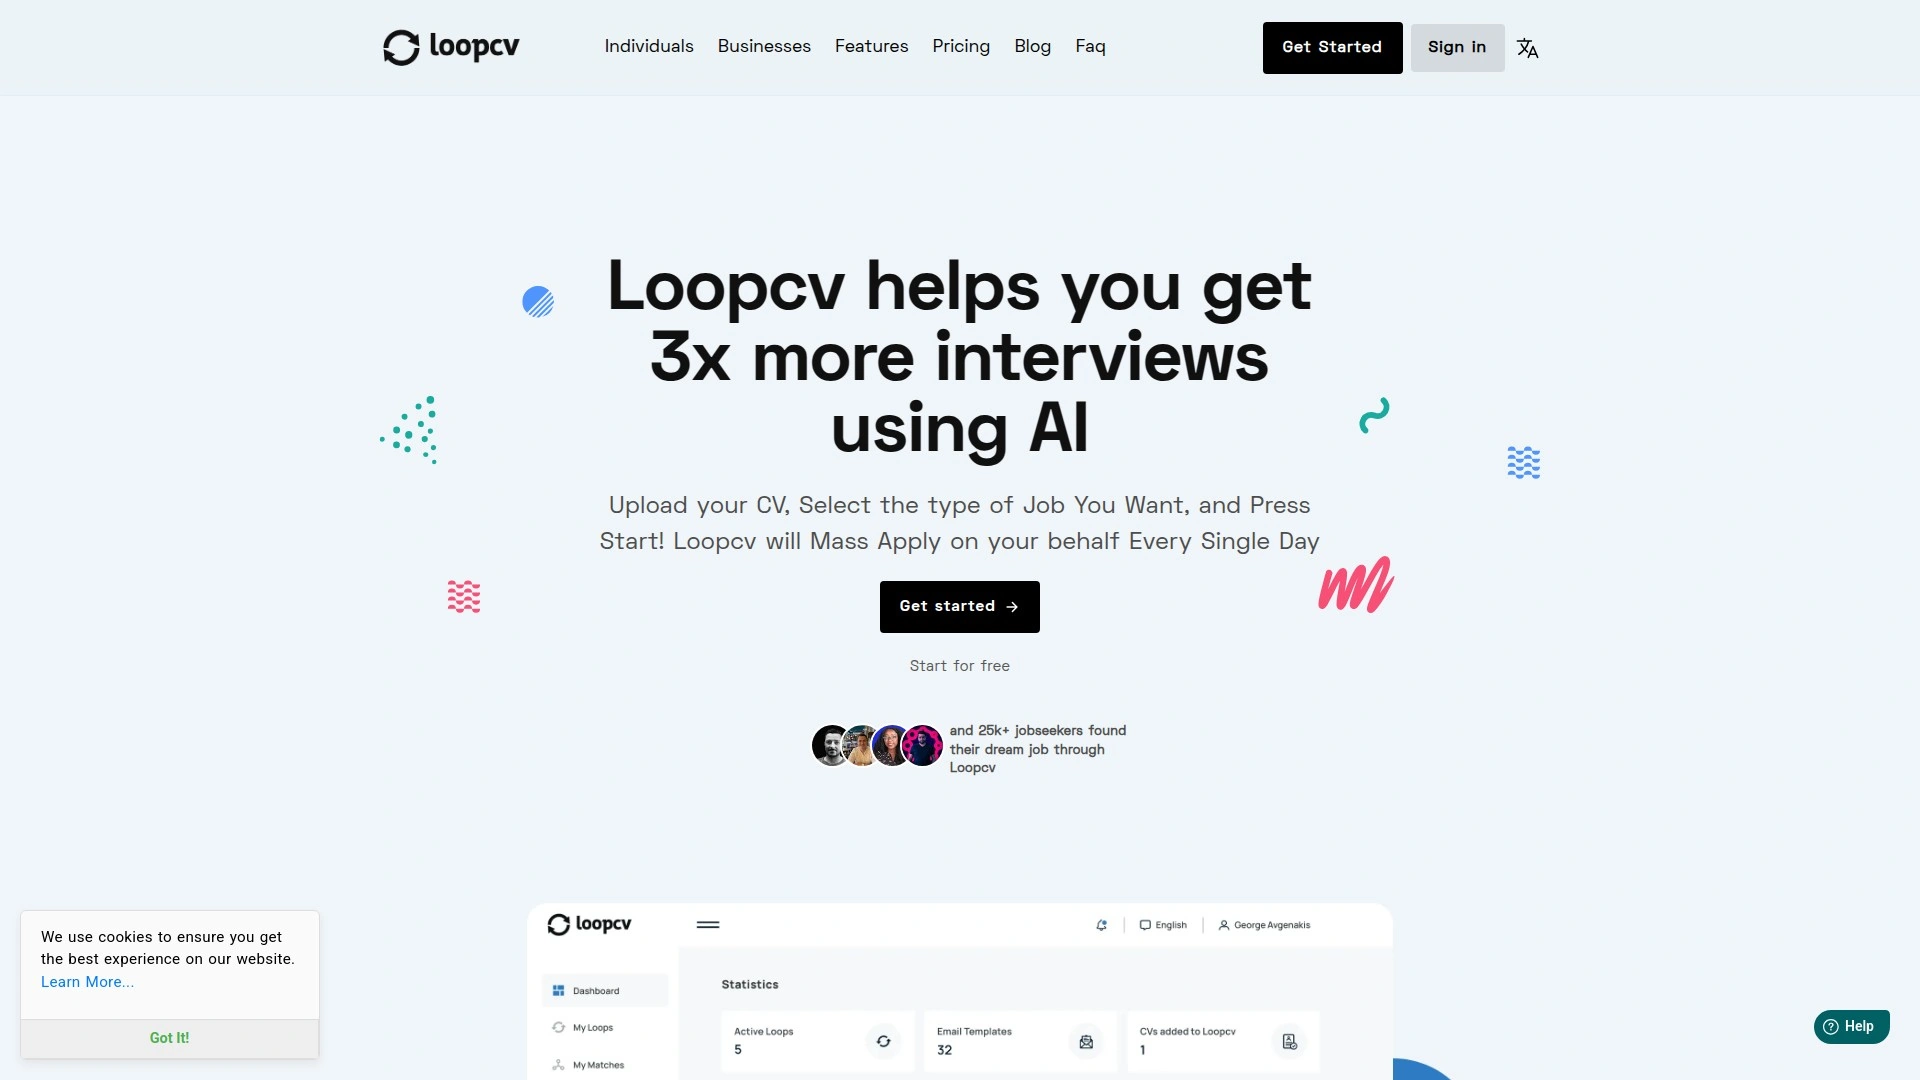 loopcv
Individuals
Businesses
Features
Pricing
Blog
Faq
Get Started
Sign in
Loopcv helps you get
3x more interviews
using AI
Upload your CV, Select the type of Job You Want, and Press
Start! Loopcv will Mass Apply on your behalf Every Single Day
Get started →
Start for free
and 25k+ jobseekers found
their dream job through
Loopcv
loopcv
English
George Avgenakis
Dashboard
My Loops
My Matches
Statistics
Active Loops
5
Email Templates
32
CVs added to Loopcv
1
We use cookies to ensure you get
the best experience on our website.
Learn More...
Got It!
Help